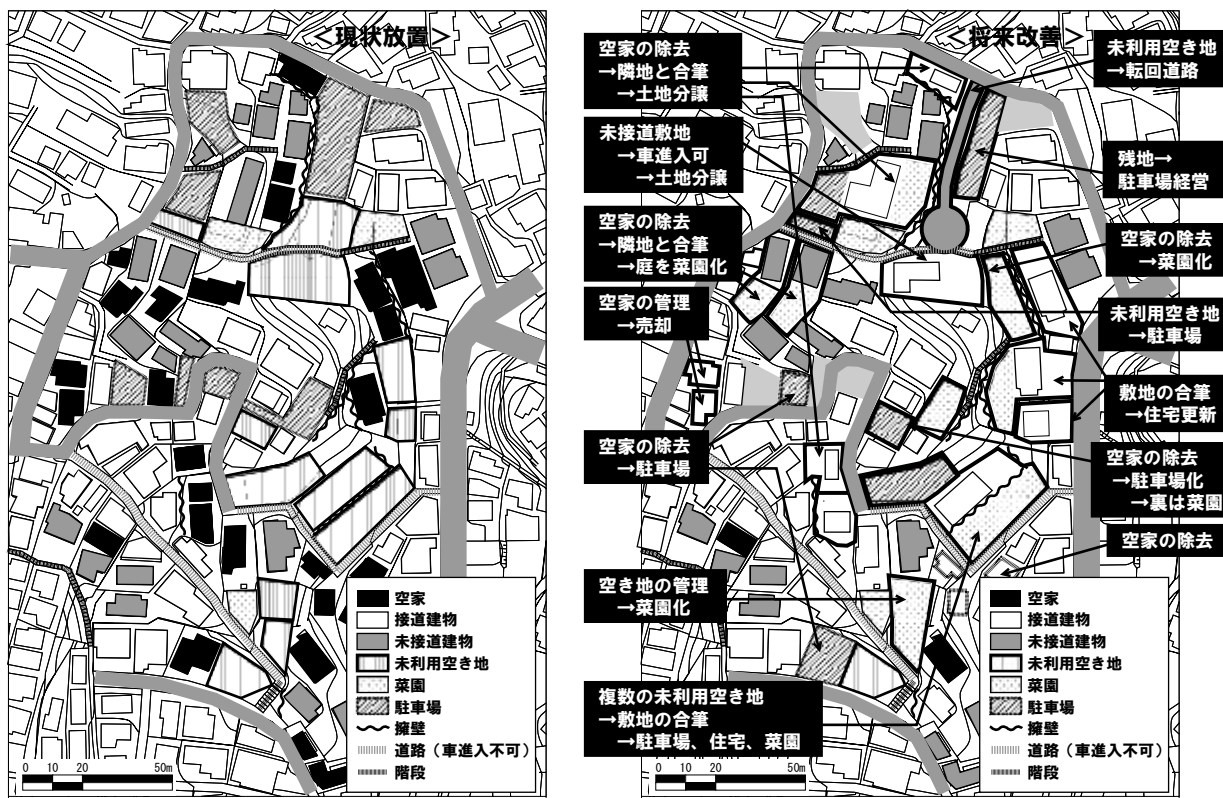 ＜現状放置＞
空家
接道建物
未接道建物
未利用空き地
菜園
駐車場
擁壁
道路（車進入不可）
階段
0 10 20 50m
＜将来改善＞
空家の除去
→隣地と合筆
→土地分譲
未接道敷地
→車進入可
→土地分譲
空家の除去
→隣地と合筆
→庭を菜園化
空家の管理
→売却
空家の除去
→駐車場
空き地の管理
→菜園化
複数の未利用空き地
→敷地の合筆
→駐車場、住宅、菜園
未利用空き地
→転回道路
残地→
駐車場経営
空家の除去
→菜園化
未利用空き地
→駐車場
敷地の合筆
→住宅更新
空家の除去
→駐車場化
→裏は菜園
空家の除去
空家
接道建物
未接道建物
未利用空き地
菜園
駐車場
擁壁
道路（車進入不可）
階段
0 10 20 50m